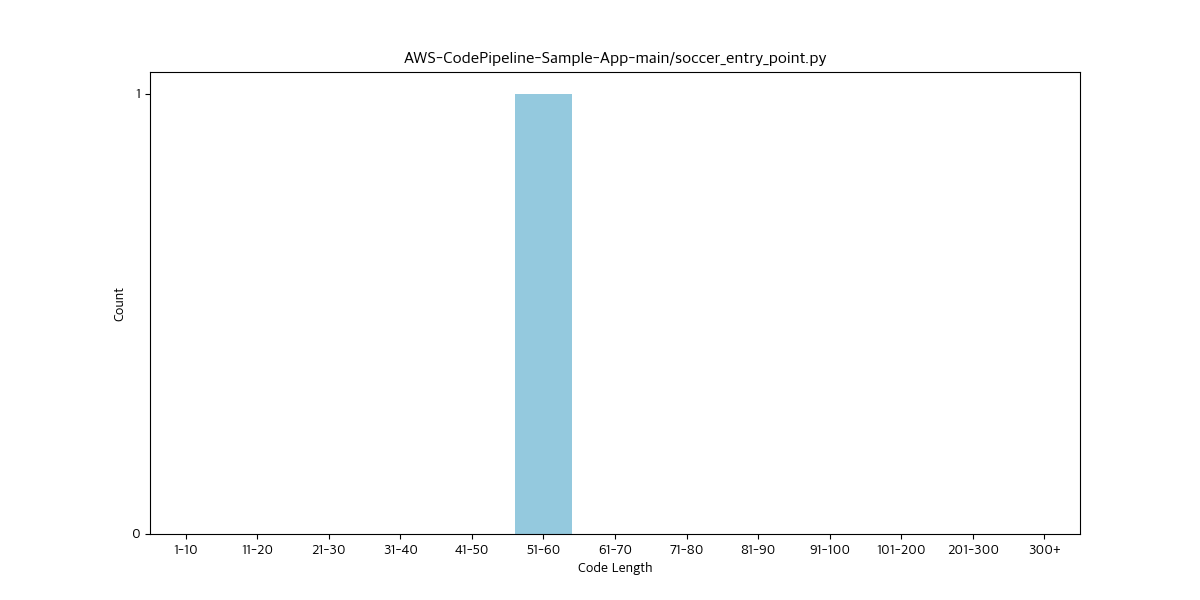 AWS-CodePipeline-Sample-App-main/soccer_entry_point.py
1
Count
0
1-10 11-20 21-30 31-40 41-50 51-60 61-70 71-80 81-90 91-100 101-200 201-300 300+
Code Length